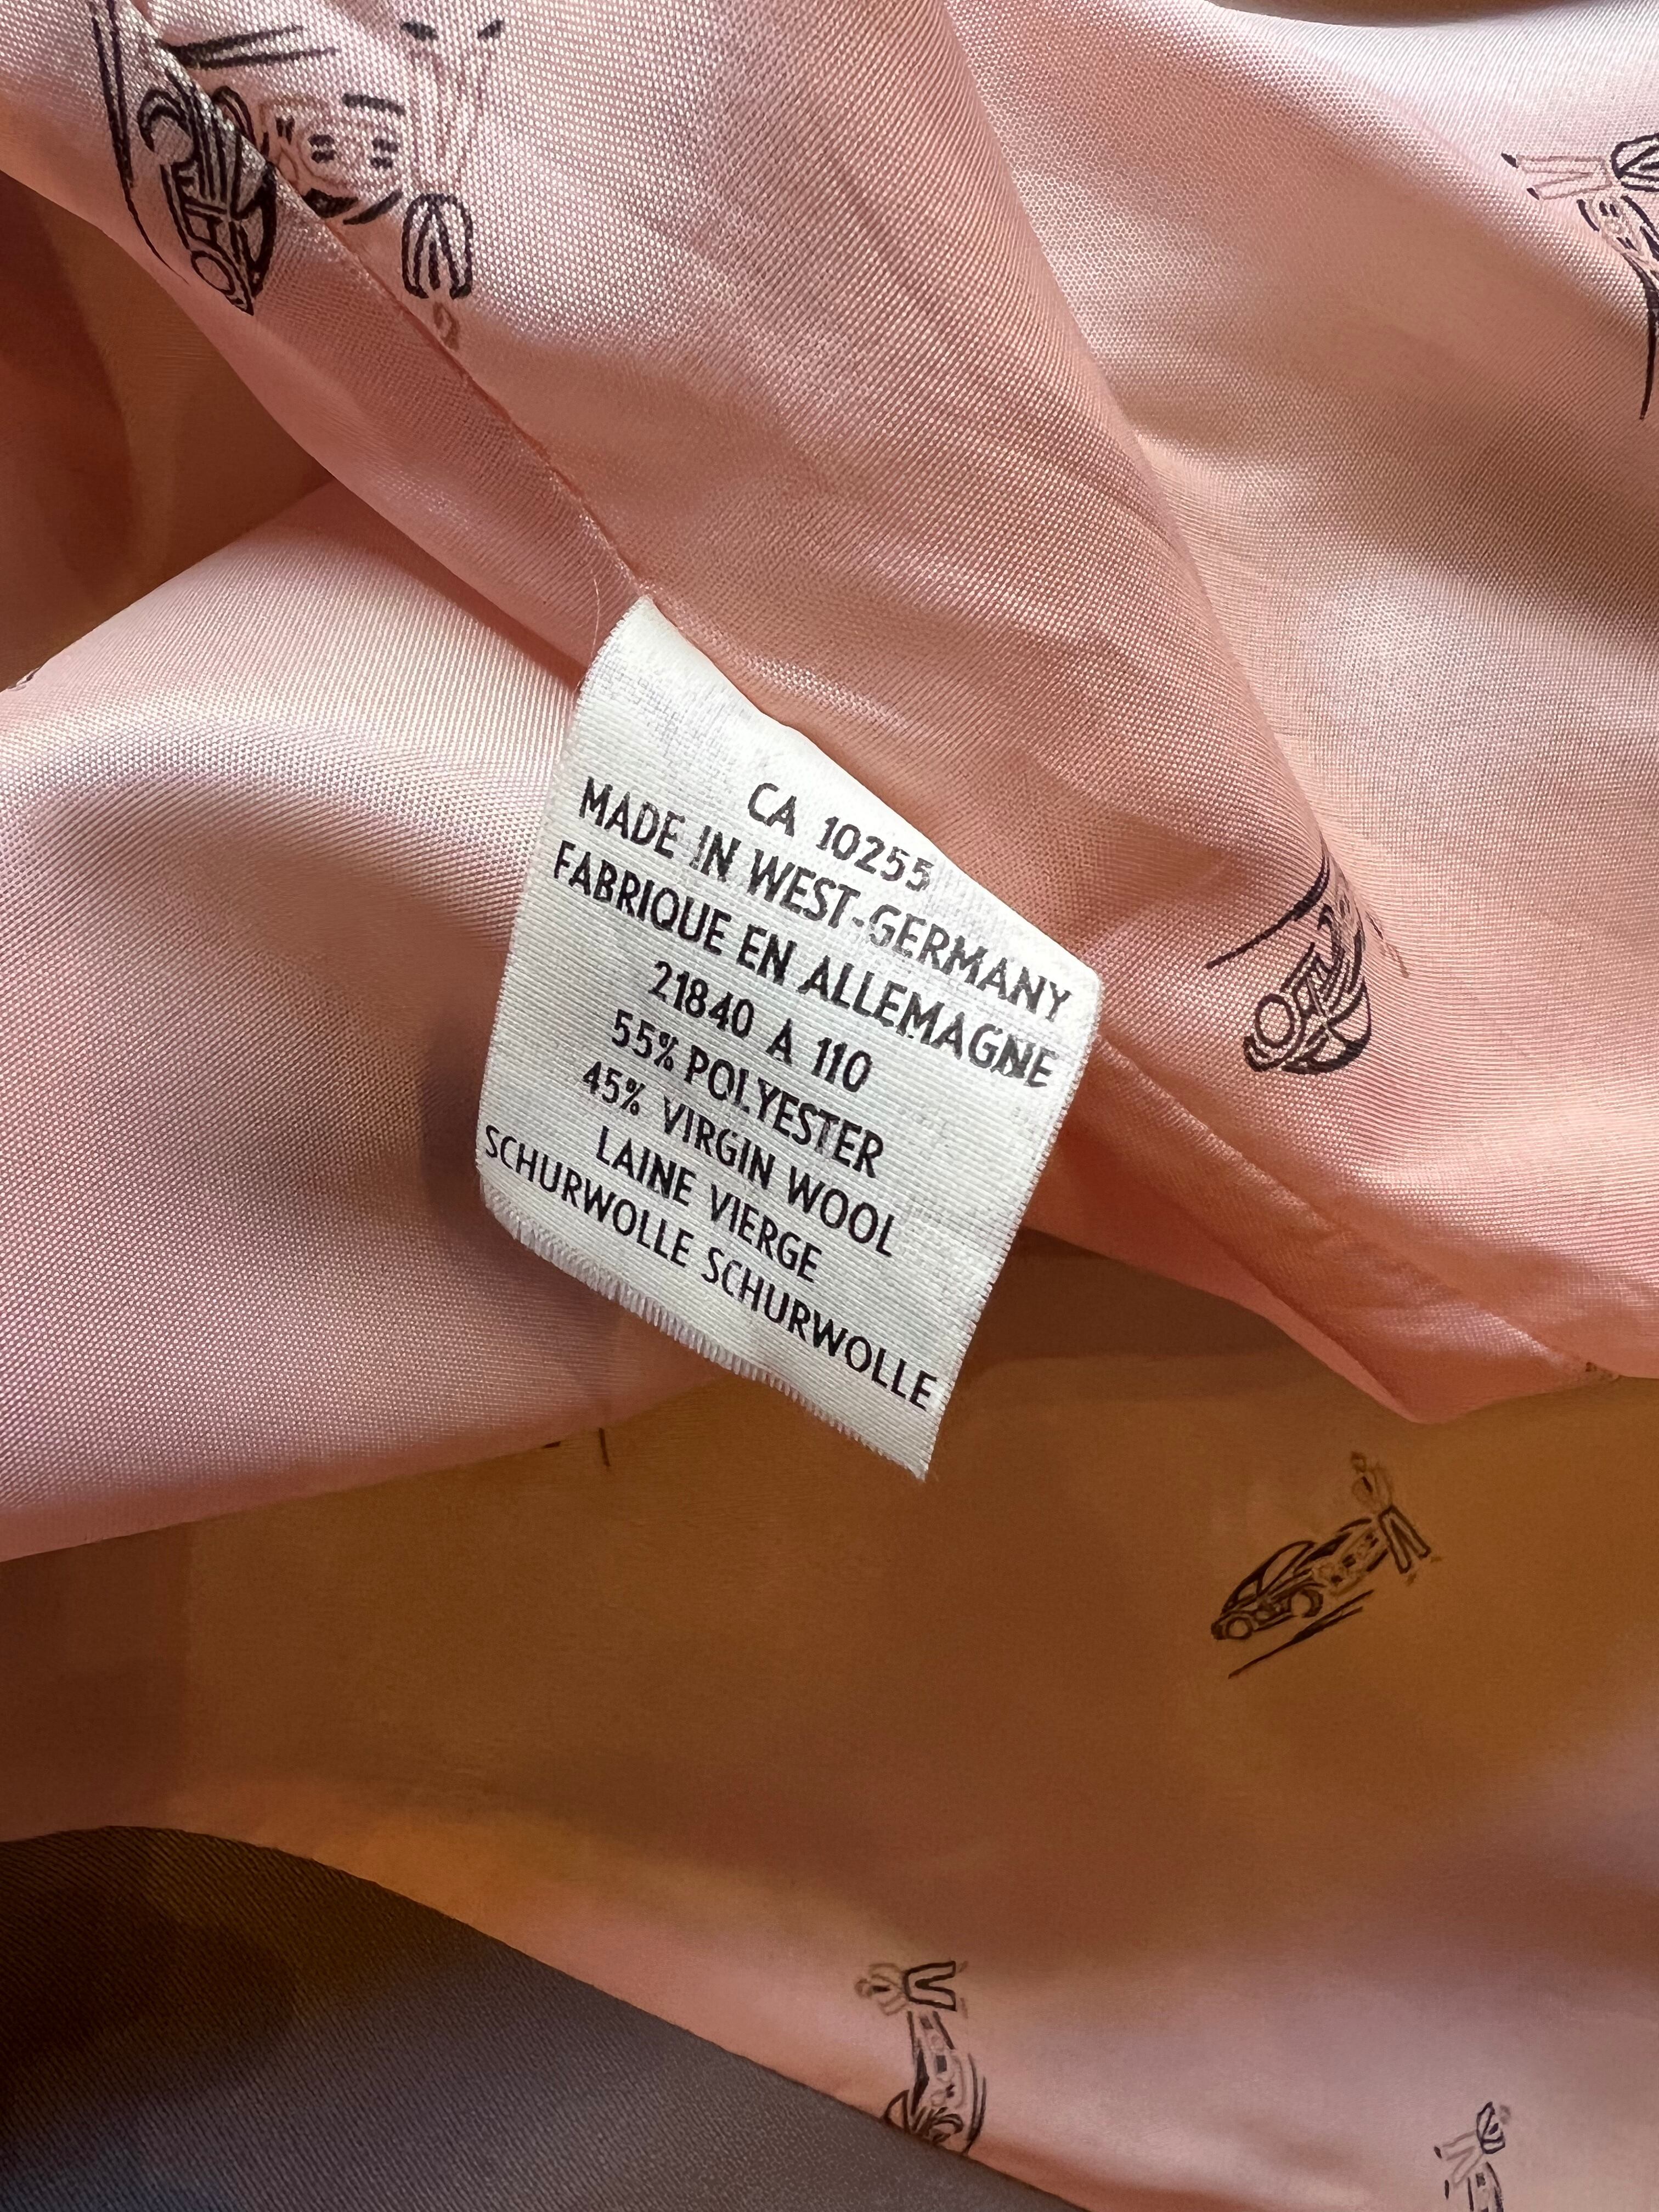 CA 10255
MADE IN WEST-GERMANY
FABRIQUE EN ALLEMAGNE
21840 A 110
55% POLYESTER
45% VIRGIN WOOL
LAINE VIERGE
SCHURWOLLE SCHURWOLLE